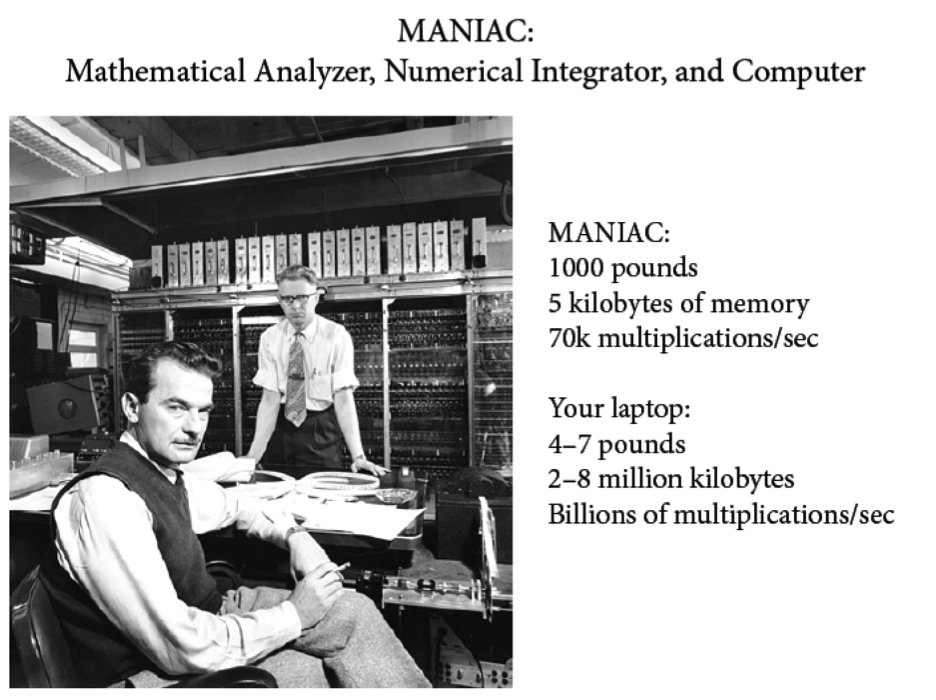 MANIAC:
Mathematical Analyzer, Numerical Integrator, and Computer
MANIAC:
1000 pounds
5 kilobytes of memory
70k multiplications/sec
Your laptop:
4–7 pounds
2–8 million kilobytes
Billions of multiplications/sec